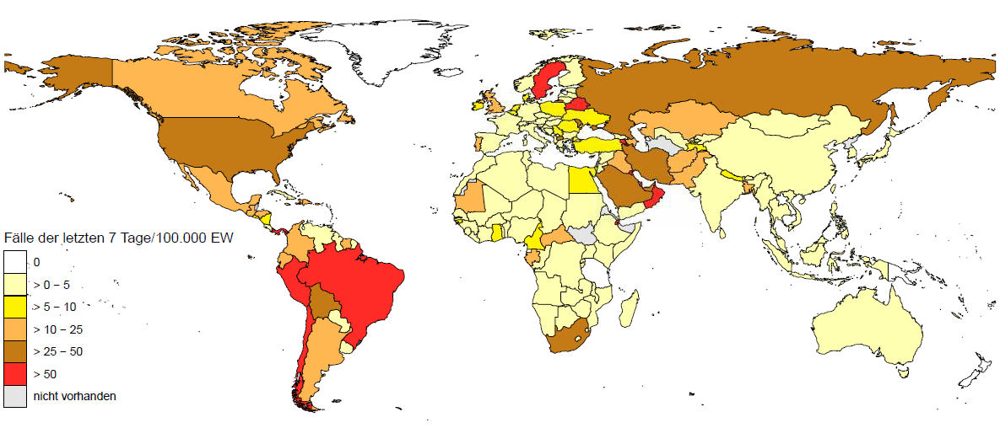 Fälle der letzten 7 Tage/100.000 EW
0
> 0 – 5
> 5 – 10
> 10 – 25
> 25 – 50
> 50
nicht vorhanden